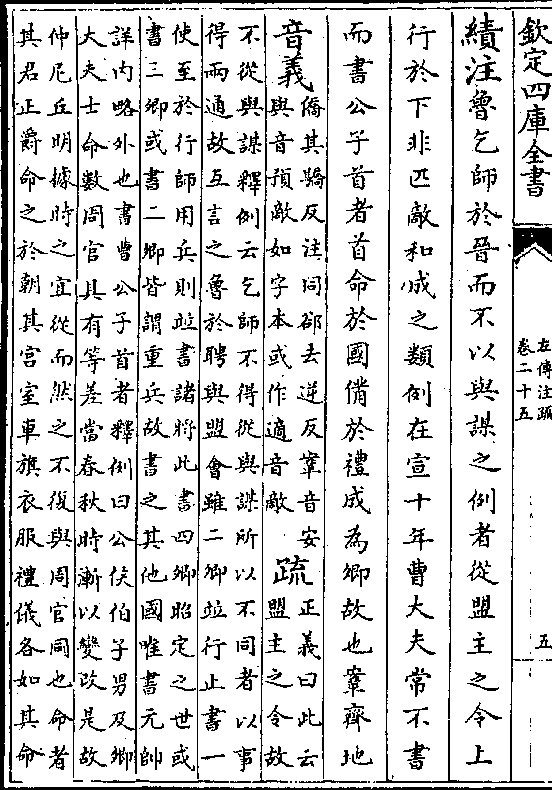 欽定四庫全書
左傳注疏
卷二十五
五
績注魯乞師於晉而不以與謀之例者從盟主之令上
行於下非匹敵和成之類例在宣十年曹大夫常不書
而書公子首者首命於國備於禮成為卿故也鞌齊地
音義
僑其驕反注同郤去逆反鞌音安
與音預敵如字本或作適音敵
疏
正義曰此云
盟主之令故
不從與謀釋例云乞師不得從與謀所以不同者以事
得兩通故互言之魯於聘與盟會雖二卿竝行止書一
使至於行師用兵則竝書諸將此書四卿昭定之世或
書三卿或書二卿皆謂重兵故書之其他國唯書元帥
詳内略外也書曹公子首者釋例曰公侯伯子男及卿
大夫士命數周官具有等差當春秋時漸以變改是故
仲尼丘明據時之宜從而然之不復與周官同也命者
其君正爵命之於朝其宮室車旗衣服禮儀各如其命